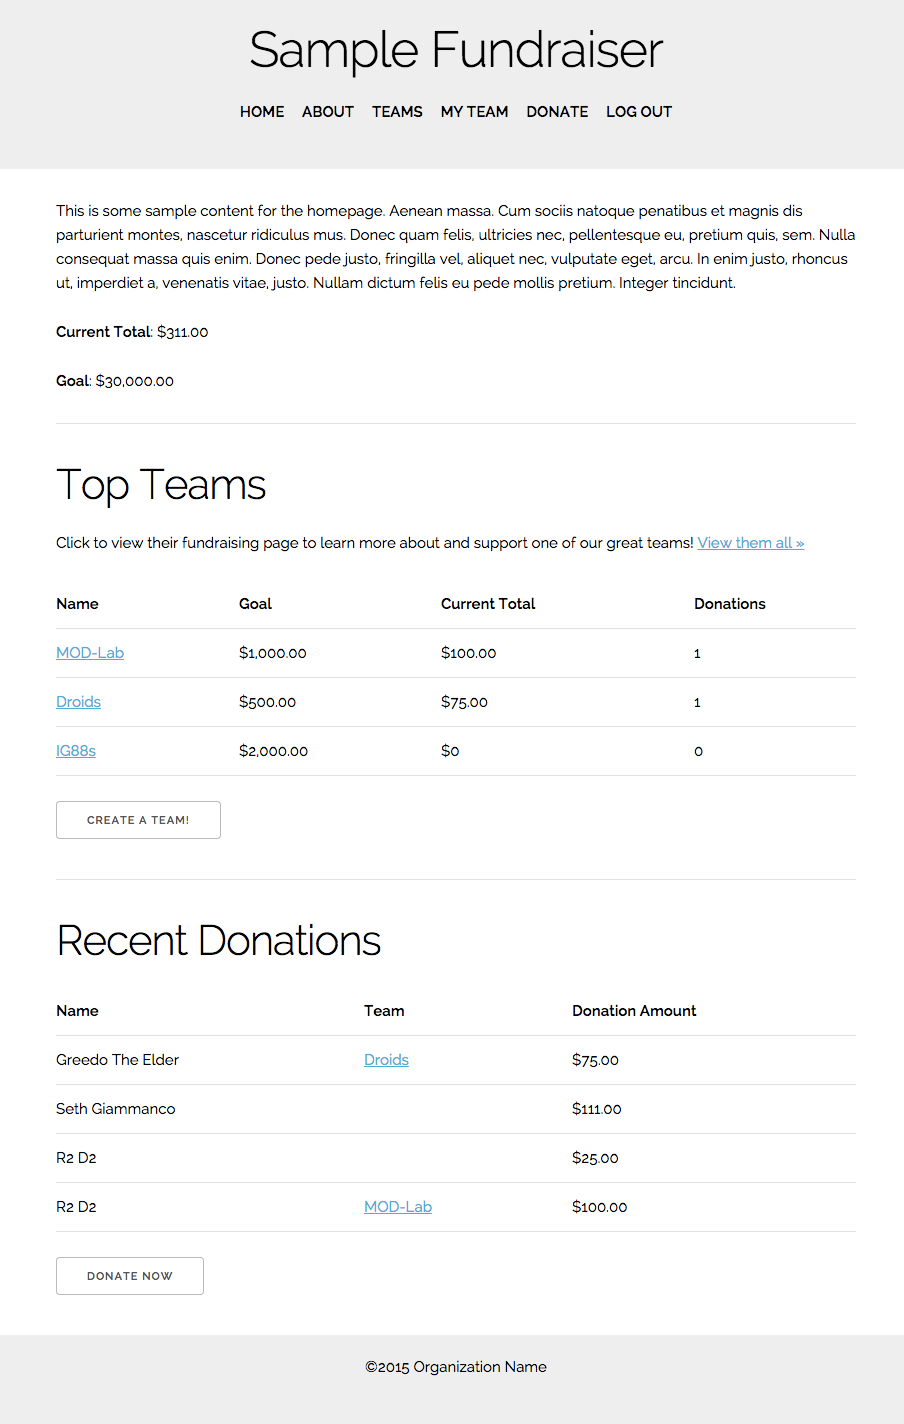 Sample Fundraiser
HOME ABOUT TEAMS MY TEAM DONATE LOG OUT
This is some sample content for the homepage. Aenean massa. Cum sociis natoque penatibus et magnis dis
parturient montes, nascetur ridiculus mus. Donec quam felis, ultricies nec, pellentesque eu, pretium quis, sem. Nulla
consequat massa quis enim. Donec pede justo, fringilla vel, aliquet nec, vulputate eget, arcu. In enim justo, rhoncus
ut, imperdiet a, venenatis vitae, justo. Nullam dictum felis eu pede mollis pretium. Integer tincidunt.
Current Total: $311.00
Goal: $30,000.00
Top Teams
Click to view their fundraising page to learn more about and support one of our great teams! View them all »
Name Goal Current Total Donations
MOD-Lab $1,000.00 $100.00 1
Droids $500.00 $75.00 1
IG88s $2,000.00 $0 0
CREATE A TEAM!
Recent Donations
Name Team Donation Amount
Greedo The Elder Droids $75.00
Seth Giammanco $111.00
R2 D2 $25.00
R2 D2 MOD-Lab $100.00
DONATE NOW
©2015 Organization Name